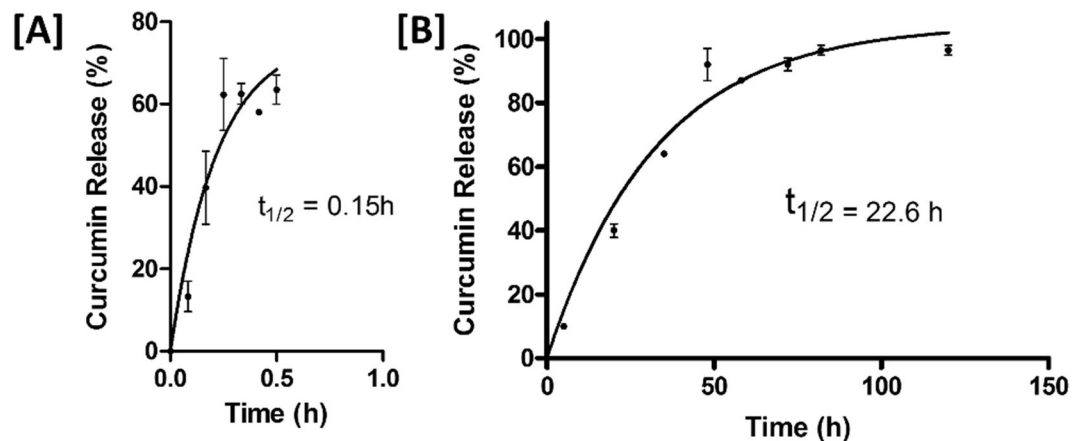 [A]
Curcumin Release (%)
80
60
40
20
0
0.0 0.5 1.0
Time (h)
t1/2 = 0.15h
[B]
Curcumin Release (%)
100
80
60
40
20
0
0 50 100 150
Time (h)
t1/2 = 22.6 h